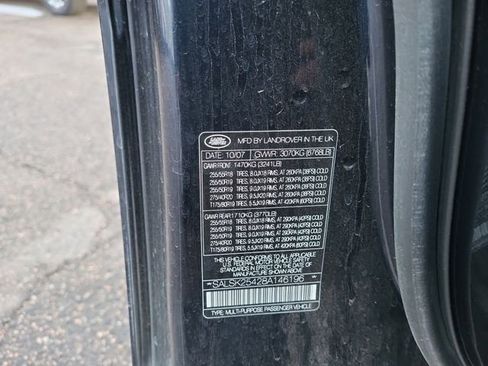 LAND ROVER
MFD BY LANDROVER IN THE UK
DATE: 10/07 GVWR: 3070KG (6768LB)
GAWR FRONT: 1470KG (3241LB)
255/55R18 TIRES, 8.0JX18 RIMS, AT 260KPA (38PSI) COLD
255/50R19 TIRES, 8.0JX19 RIMS, AT 260KPA (38PSI) COLD
255/50R19 TIRES, 9.0JX19 RIMS, AT 260KPA (38PSI) COLD
275/40R20 TIRES, 9.5JX20 RIMS, AT 260KPA (38PSI) COLD
T175/80R19 TIRES, 5.5JX19 RIMS, AT 420KPA (60PSI) COLD
GAWR REAR: 1710KG (3770LB)
255/55R18 TIRES, 8.0JX18 RIMS, AT 290KPA (42PSI) COLD
255/50R19 TIRES, 8.0JX19 RIMS, AT 290KPA (42PSI) COLD
255/50R19 TIRES, 9.0JX19 RIMS, AT 290KPA (42PSI) COLD
275/40R20 TIRES, 9.5JX20 RIMS, AT 290KPA (42PSI) COLD
T175/80R19 TIRES, 5.5JX19 RIMS, AT 420KPA (60PSI) COLD
THIS VEHICLE CONFORMS TO ALL APPLICABLE
U.S. FEDERAL MOTOR VEHICLE SAFETY
STANDARDS IN EFFECT ON THE DATE OF
MANUFACTURE SHOWN ABOVE
*SALSK25428A146196*
TYPE: MULTI-PURPOSE PASSENGER VEHICLE